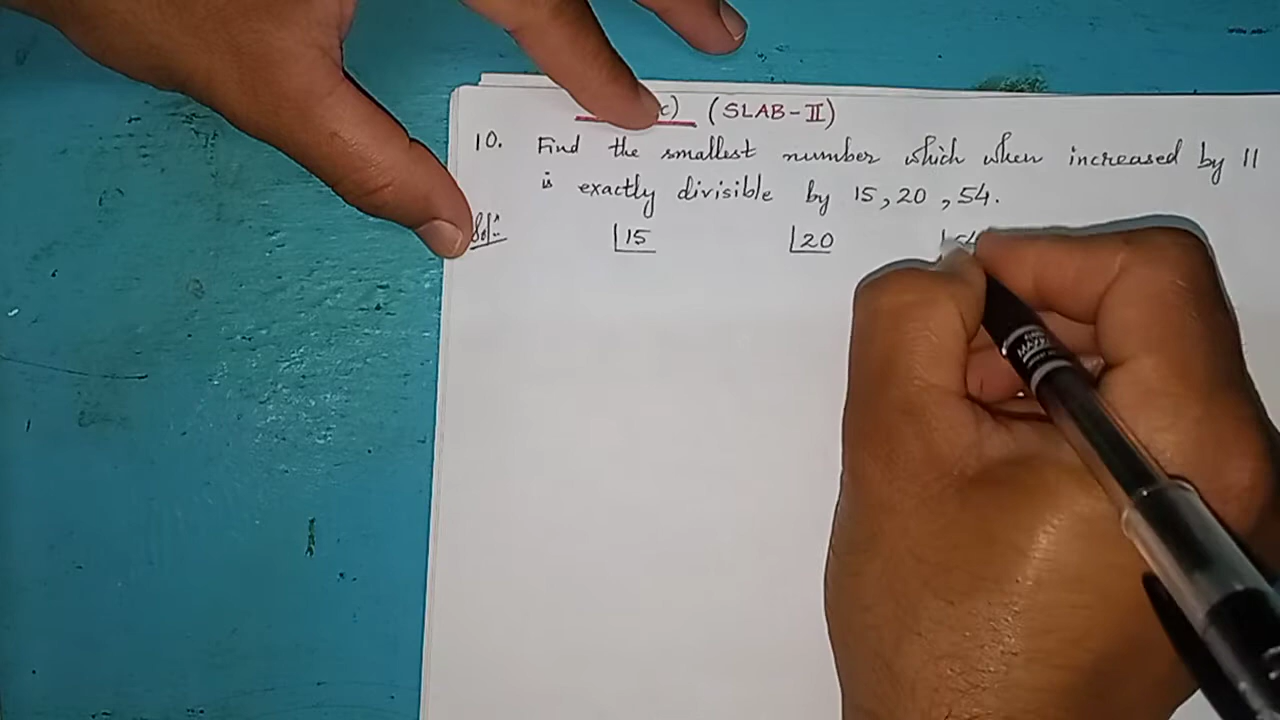 c) (SLAB-II)
10. Find the smallest number which when increased by 11
is exactly divisible by 15, 20, 54.
Sol:
15 20